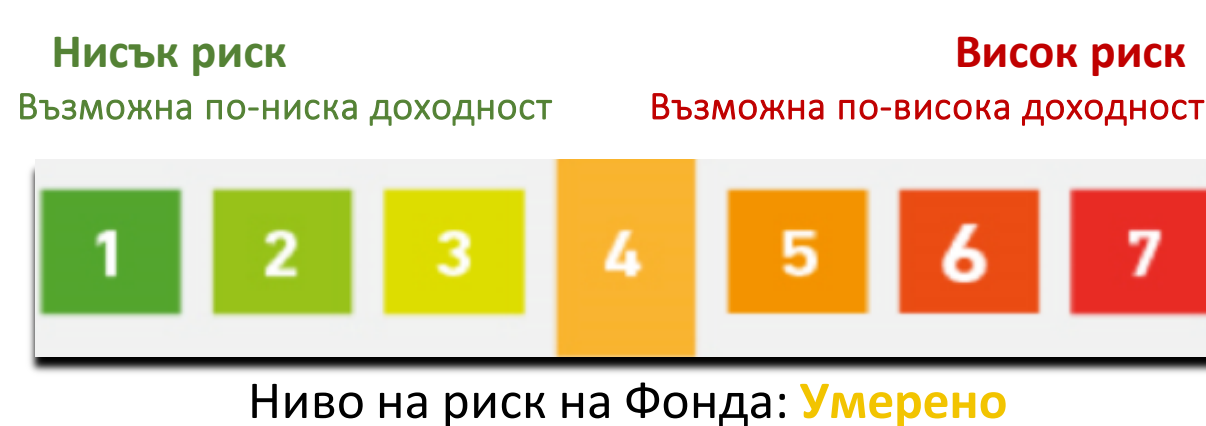 Нисък риск
Висок риск
Възможна по-ниска доходност
Възможна по-висока доходност
1 2 3 4 5 6 7
Ниво на риск на Фонда: Умерено